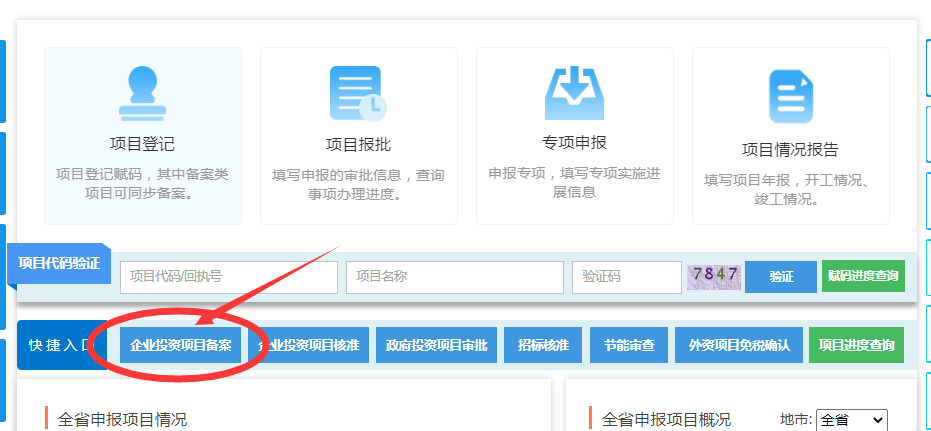 项目登记
项目登记赋码，其中备案类
项目可同步备案。
项目报批
填写申报的审批信息，查询
事项办理进度。
专项申报
申报专项，填写专项实施进
展信息
项目情况报告
填写项目年报，开工情况、
竣工情况。
项目代码验证
项目代码/回执号
项目名称
验证码
7847
验证
赋码进度查询
快捷入口
企业投资项目备案
企业投资项目核准
政府投资项目审批
招标核准
节能审查
外资项目免税确认
项目进度查询
全省申报项目情况
全省申报项目概况
地市: 全省